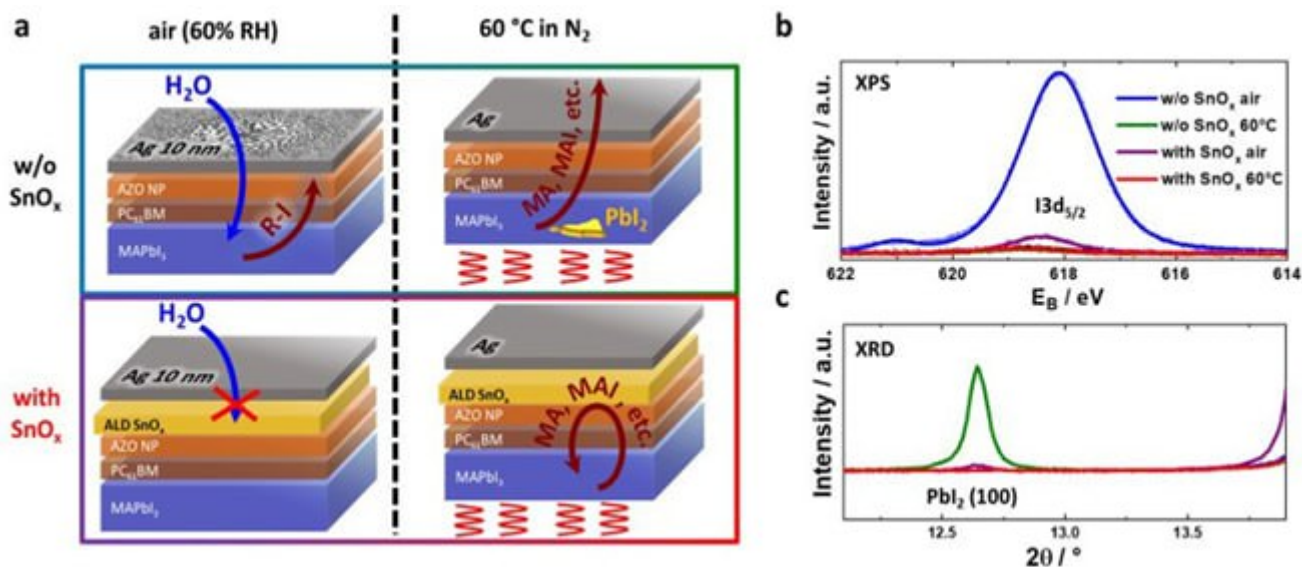 a
air (60% RH)
60 °C in N₂
w/o
SnOₓ
H₂O
Ag 10 nm
AZO NP
PC₆₁BM
MAPbI₃
R-I
Ag
AZO NP
PC₆₁BM
MAPbI₃
MA, MAI, etc.
PbI₂
with
SnOₓ
H₂O
Ag 10 nm
ALD SnOₓ
AZO NP
PC₆₁BM
MAPbI₃
Ag
ALD SnOₓ
AZO NP
PC₆₁BM
MAPbI₃
MA, MAI, etc.
b
XPS
w/o SnOₓ air
w/o SnOₓ 60°C
with SnOₓ air
with SnOₓ 60°C
I3d₅/₂
Intensity / a.u.
622 620 618 616 614
E_B / eV
c
XRD
Intensity / a.u.
PbI₂ (100)
12.5 13.0 13.5
2θ / °